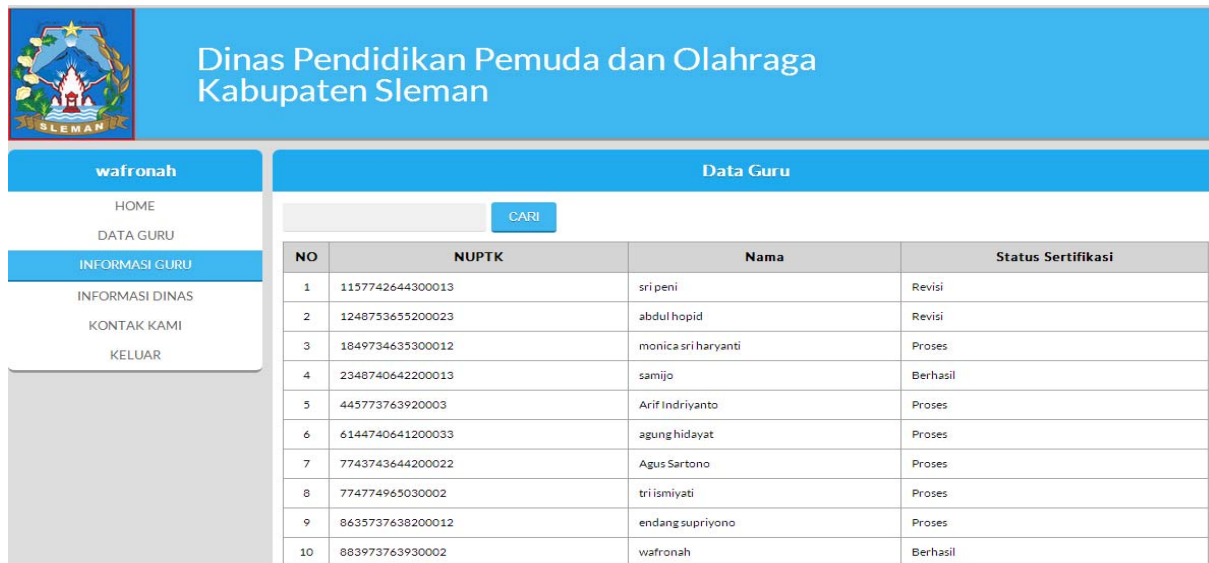 SLEMAN
Dinas Pendidikan Pemuda dan Olahraga
Kabupaten Sleman
wafronah
HOME
DATA GURU
INFORMASI GURU
INFORMASI DINAS
KONTAK KAMI
KELUAR
Data Guru
CARI
NO NUPTK Nama Status Sertifikasi
1 1157742644300013 sri peni Revisi
2 1248753655200023 abdul hopid Revisi
3 1849734635300012 monica sri haryanti Proses
4 2348740642200013 samijo Berhasil
5 445773763920003 Arif Indriyanto Proses
6 6144740641200033 agung hidayat Proses
7 7743743644200022 Agus Sartono Proses
8 774774965030002 tri ismiyati Proses
9 8635737638200012 endang supriyono Proses
10 883973763930002 wafronah Berhasil